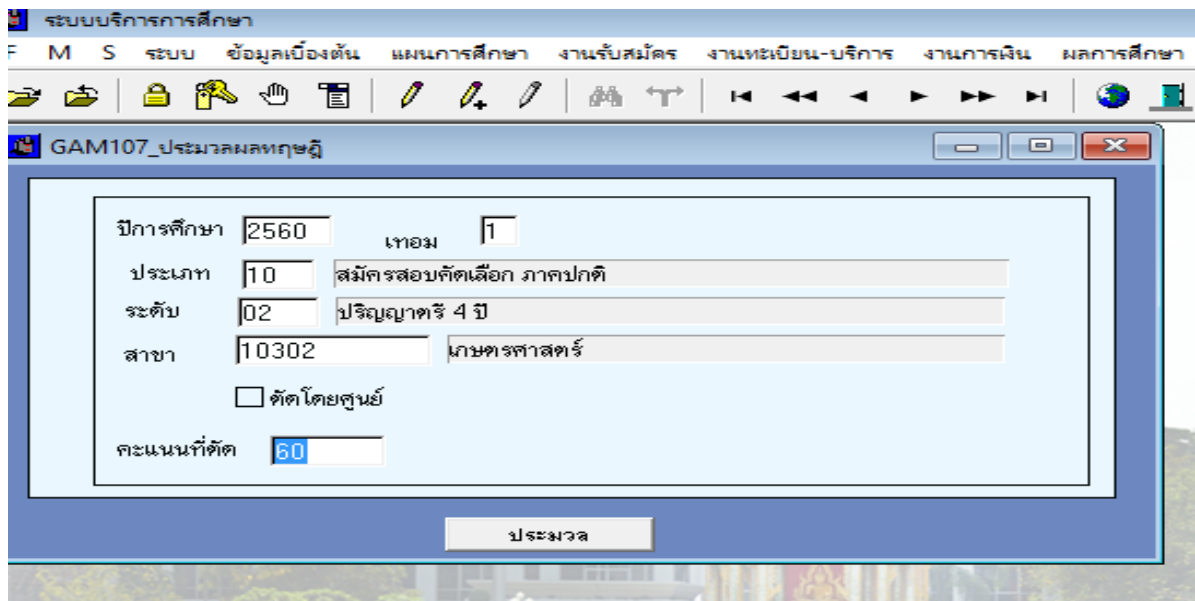 ระบบบริการการศึกษา
F M S ระบบ ข้อมูลเบื้องต้น แผนการศึกษา งานรับสมัคร งานทะเบียน-บริการ งานการเงิน ผลการศึกษา
GAM107_ประมวลผลทฤษฎี
ปีการศึกษา 2560 เทอม 1
ประเภท 10 สมัครสอบคัดเลือก ภาคปกติ
ระดับ 02 ปริญญาตรี 4 ปี
สาขา 10302 เกษตรศาสตร์
ตัดโดยศูนย์
คะแนนที่ตัด 60
ประมวล